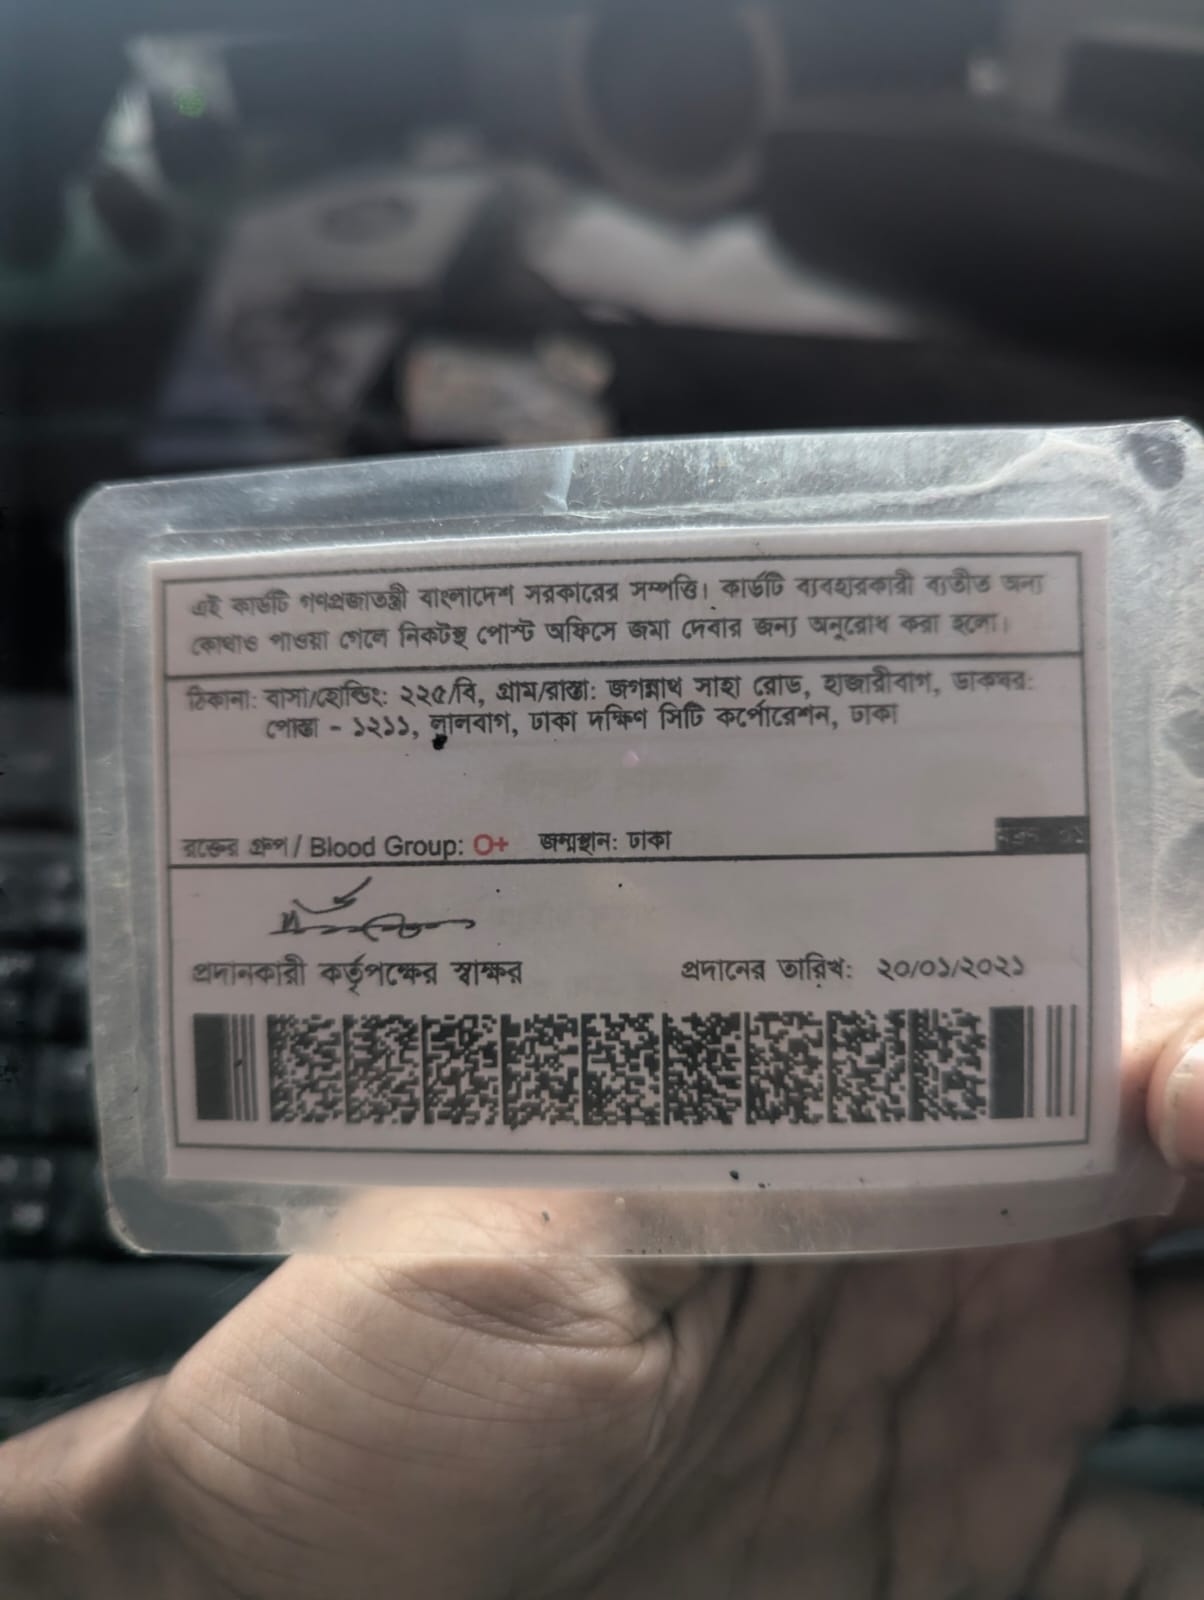 এই কার্ডটি গণপ্রজাতন্ত্রী বাংলাদেশ সরকারের সম্পত্তি। কার্ডটি ব্যবহারকারী ব্যতীত অন্য
কোথাও পাওয়া গেলে নিকটস্থ পোস্ট অফিসে জমা দেবার জন্য অনুরোধ করা হলো।
ঠিকানা: বাসা/হোল্ডিং: ২২৫/বি, গ্রাম/রাস্তা: জগন্নাথ সাহা রোড, হাজারীবাগ, ডাকঘর:
পোস্তা - ১২১১, লালবাগ, ঢাকা দক্ষিণ সিটি কর্পোরেশন, ঢাকা
রক্তের গ্রুপ / Blood Group: O+ জন্মস্থান: ঢাকা
প্রদানকারী কর্তৃপক্ষের স্বাক্ষর প্রদানের তারিখ: ২০/০১/২০২১